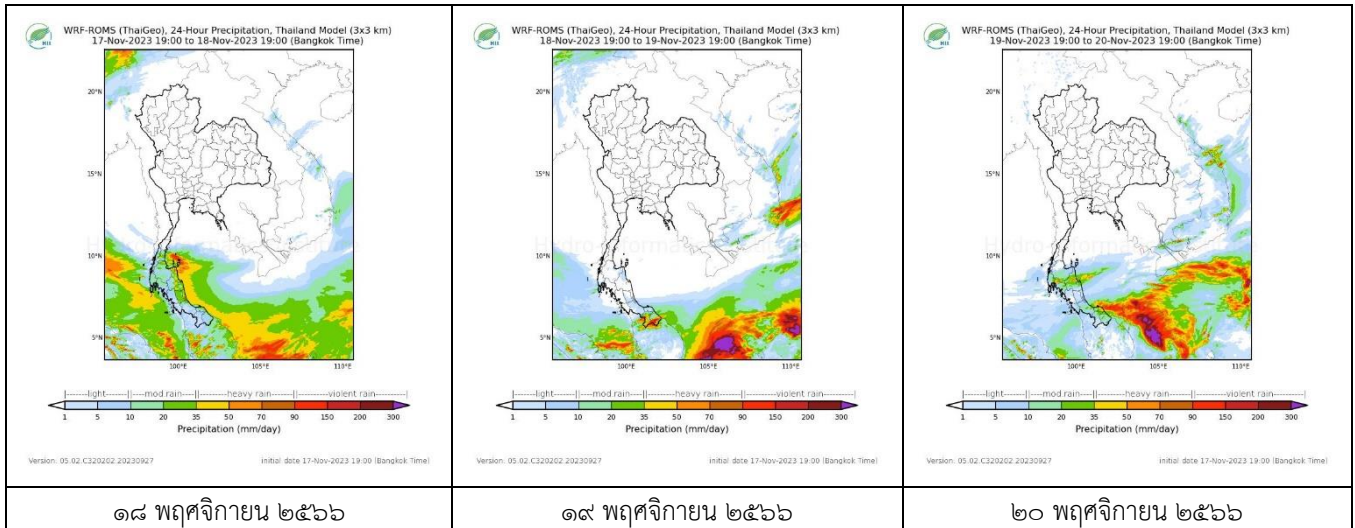 WRF-ROMS (ThaiGeo), 24-Hour Precipitation, Thailand Model (3x3 km)
17-Nov-2023 19:00 to 18-Nov-2023 19:00 (Bangkok Time)
HII
20°N
15°N
10°N
5°N
100°E 105°E 110°E
light mod.rain heavy rain violent rain
1 5 10 20 35 50 70 90 150 200 300
Precipitation (mm/day)
Version: 05.02.C320202.20230927 initial date 17-Nov-2023 19:00 (Bangkok Time)
๑๘ พฤศจิกายน ๒๕๖๖
WRF-ROMS (ThaiGeo), 24-Hour Precipitation, Thailand Model (3x3 km)
18-Nov-2023 19:00 to 19-Nov-2023 19:00 (Bangkok Time)
HII
20°N
15°N
10°N
5°N
100°E 105°E 110°E
light mod.rain heavy rain violent rain
1 5 10 20 35 50 70 90 150 200 300
Precipitation (mm/day)
Version: 05.02.C320202.20230927 initial date 17-Nov-2023 19:00 (Bangkok Time)
๑๙ พฤศจิกายน ๒๕๖๖
WRF-ROMS (ThaiGeo), 24-Hour Precipitation, Thailand Model (3x3 km)
19-Nov-2023 19:00 to 20-Nov-2023 19:00 (Bangkok Time)
HII
20°N
15°N
10°N
5°N
100°E 105°E 110°E
light mod.rain heavy rain violent rain
1 5 10 20 35 50 70 90 150 200 300
Precipitation (mm/day)
Version: 05.02.C320202.20230927 initial date 17-Nov-2023 19:00 (Bangkok Time)
๒๐ พฤศจิกายน ๒๕๖๖